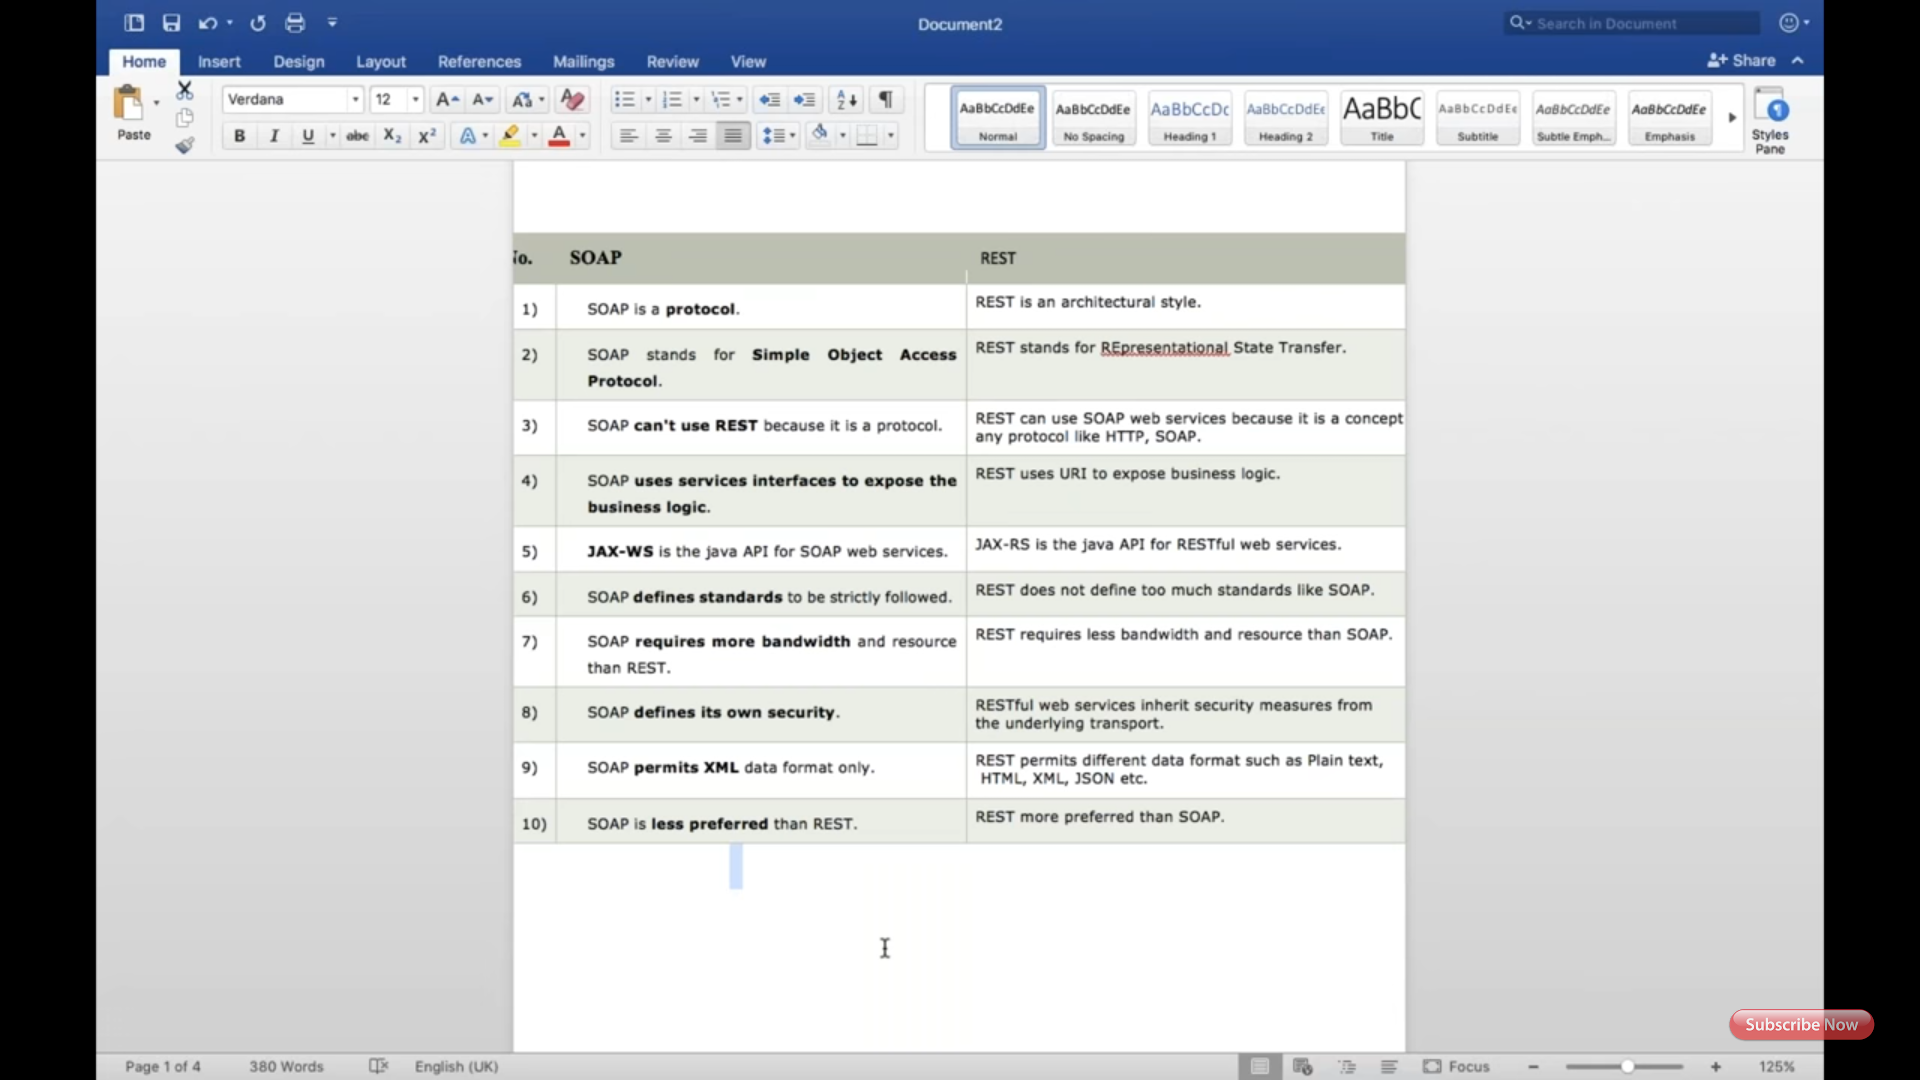 Document2
Search in Document
Home Insert Design Layout References Mailings Review View
Share
Paste
Verdana 12
AaBbCcDdEe AaBbCcDdEe AaBbCcDc AaBbCcDdEe AaBbC AaBbCcDdEe AaBbCcDdEe AaBbCcDdEe
Normal No Spacing Heading 1 Heading 2 Title Subtitle Subtle Emph... Emphasis
Styles
Pane
No. SOAP REST
1) SOAP is a protocol. REST is an architectural style.
2) SOAP stands for Simple Object Access REST stands for REpresentational State Transfer.
Protocol.
3) SOAP can't use REST because it is a protocol. REST can use SOAP web services because it is a concept
any protocol like HTTP, SOAP.
4) SOAP uses services interfaces to expose the REST uses URI to expose business logic.
business logic.
5) JAX-WS is the java API for SOAP web services. JAX-RS is the java API for RESTful web services.
6) SOAP defines standards to be strictly followed. REST does not define too much standards like SOAP.
7) SOAP requires more bandwidth and resource REST requires less bandwidth and resource than SOAP.
than REST.
8) SOAP defines its own security. RESTful web services inherit security measures from
the underlying transport.
9) SOAP permits XML data format only. REST permits different data format such as Plain text,
HTML, XML, JSON etc.
10) SOAP is less preferred than REST. REST more preferred than SOAP.
Subscribe Now
Page 1 of 4 380 Words English (UK) Focus 125%